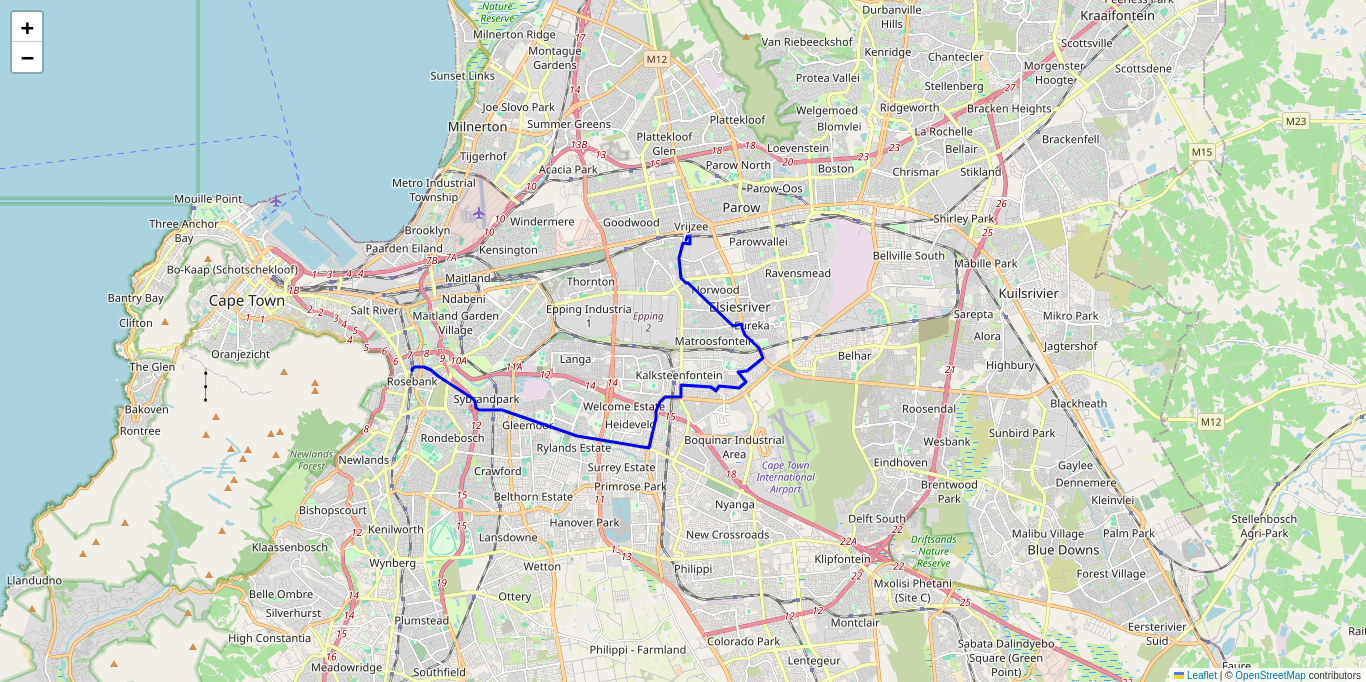 +
−
Nature
Reserve
Milnerton Ridge
17
Montague
Gardens
M12
Durbanville
Hills
Kraaifontein
Van Riebeeckshof
Kenridge
Scottsville
Chantecler
Morgenster
Hoogte
Scottsdene
Sunset Links
14
Protea Vallei
Stellenberg
27
Joe Slovo Park
Plattekloof
Welgemoed
Ridgeworth
Bracken Heights
Milnerton
Summer Greens
Blomvlei
La Rochelle
23
M23
Plattekloof
Glen
Brackenfell
13B
Tijgerhof
13
15
18
18
Loevenstein
20
23
23
Bellair
M15
Acacia Park
Parow North
Boston
Chrismar
Stikland
Metro Industrial
Township
10
Parow-Oos
26
Mouille Point
Parow
Three Anchor
Bay
Windermere
Goodwood
Vrijzee
Shirley Park
25
Brooklyn
10
Paarden Eiland
Kensington
Parowvallei
Bellville South
Mabille Park
Bo-Kaap (Schotschekloof)
7A
7B
Maitland
Thornton
Ravensmead
Bantry Bay
1
3
4
4
1B
Norwood
Kuilsrivier
Cape Town
Ndabeni
Elsiesriver
Clifton
2
3
4
5
Salt River
Maitland Garden
Village
Epping Industria
1
Epping
2
Eureka
Sarepta
Mikro Park
Matroosfontein
Alora
Oranjezicht
6
6
8
9
10A
Langa
Belhar
Jagtershof
The Glen
Highbury
11A
14
Kalksteenfontein
Rosebank
Bakoven
Sybrandpark
Welcome Estate
15
Roosendal
Blackheath
Rontree
12
Gleemoor
Heideveld
M12
Rondebosch
Rylands Estate
Boquinar Industrial
Area
Wesbank
Sunbird Park
Newlands
Forest
Newlands
Crawford
Surrey Estate
Cape Town
International
Airport
18
Eindhoven
Gaylee
Dennemere
Belthorn Estate
Primrose Park
Brentwood
Park
Kleinvlei
Bishopscourt
15
11
Nyanga
Hanover Park
Delft South
Stellenbosch
Agri-Park
Kenilworth
Lansdowne
New Crossroads
22
22A
Driftsands
Nature
Reserve
Malibu Village
Palm Park
Klaassenbosch
Blue Downs
1
13
Klipfontein
Wynberg
Wetton
Philippi
22
Llandudno
19
Mxolisi Phetani
(Site C)
Forest Village
Belle Ombre
Ottery
25
Silverhurst
12
12
Montclair
Plumstead
14
14
Eersterivier
Suid
High Constantia
Colorado Park
Sabata Dalindyebo
Square (Green
Point)
Philippi - Farmland
Meadowridge
Southfield
Lentegeur
Faure
Leaflet | © OpenStreetMap contributors